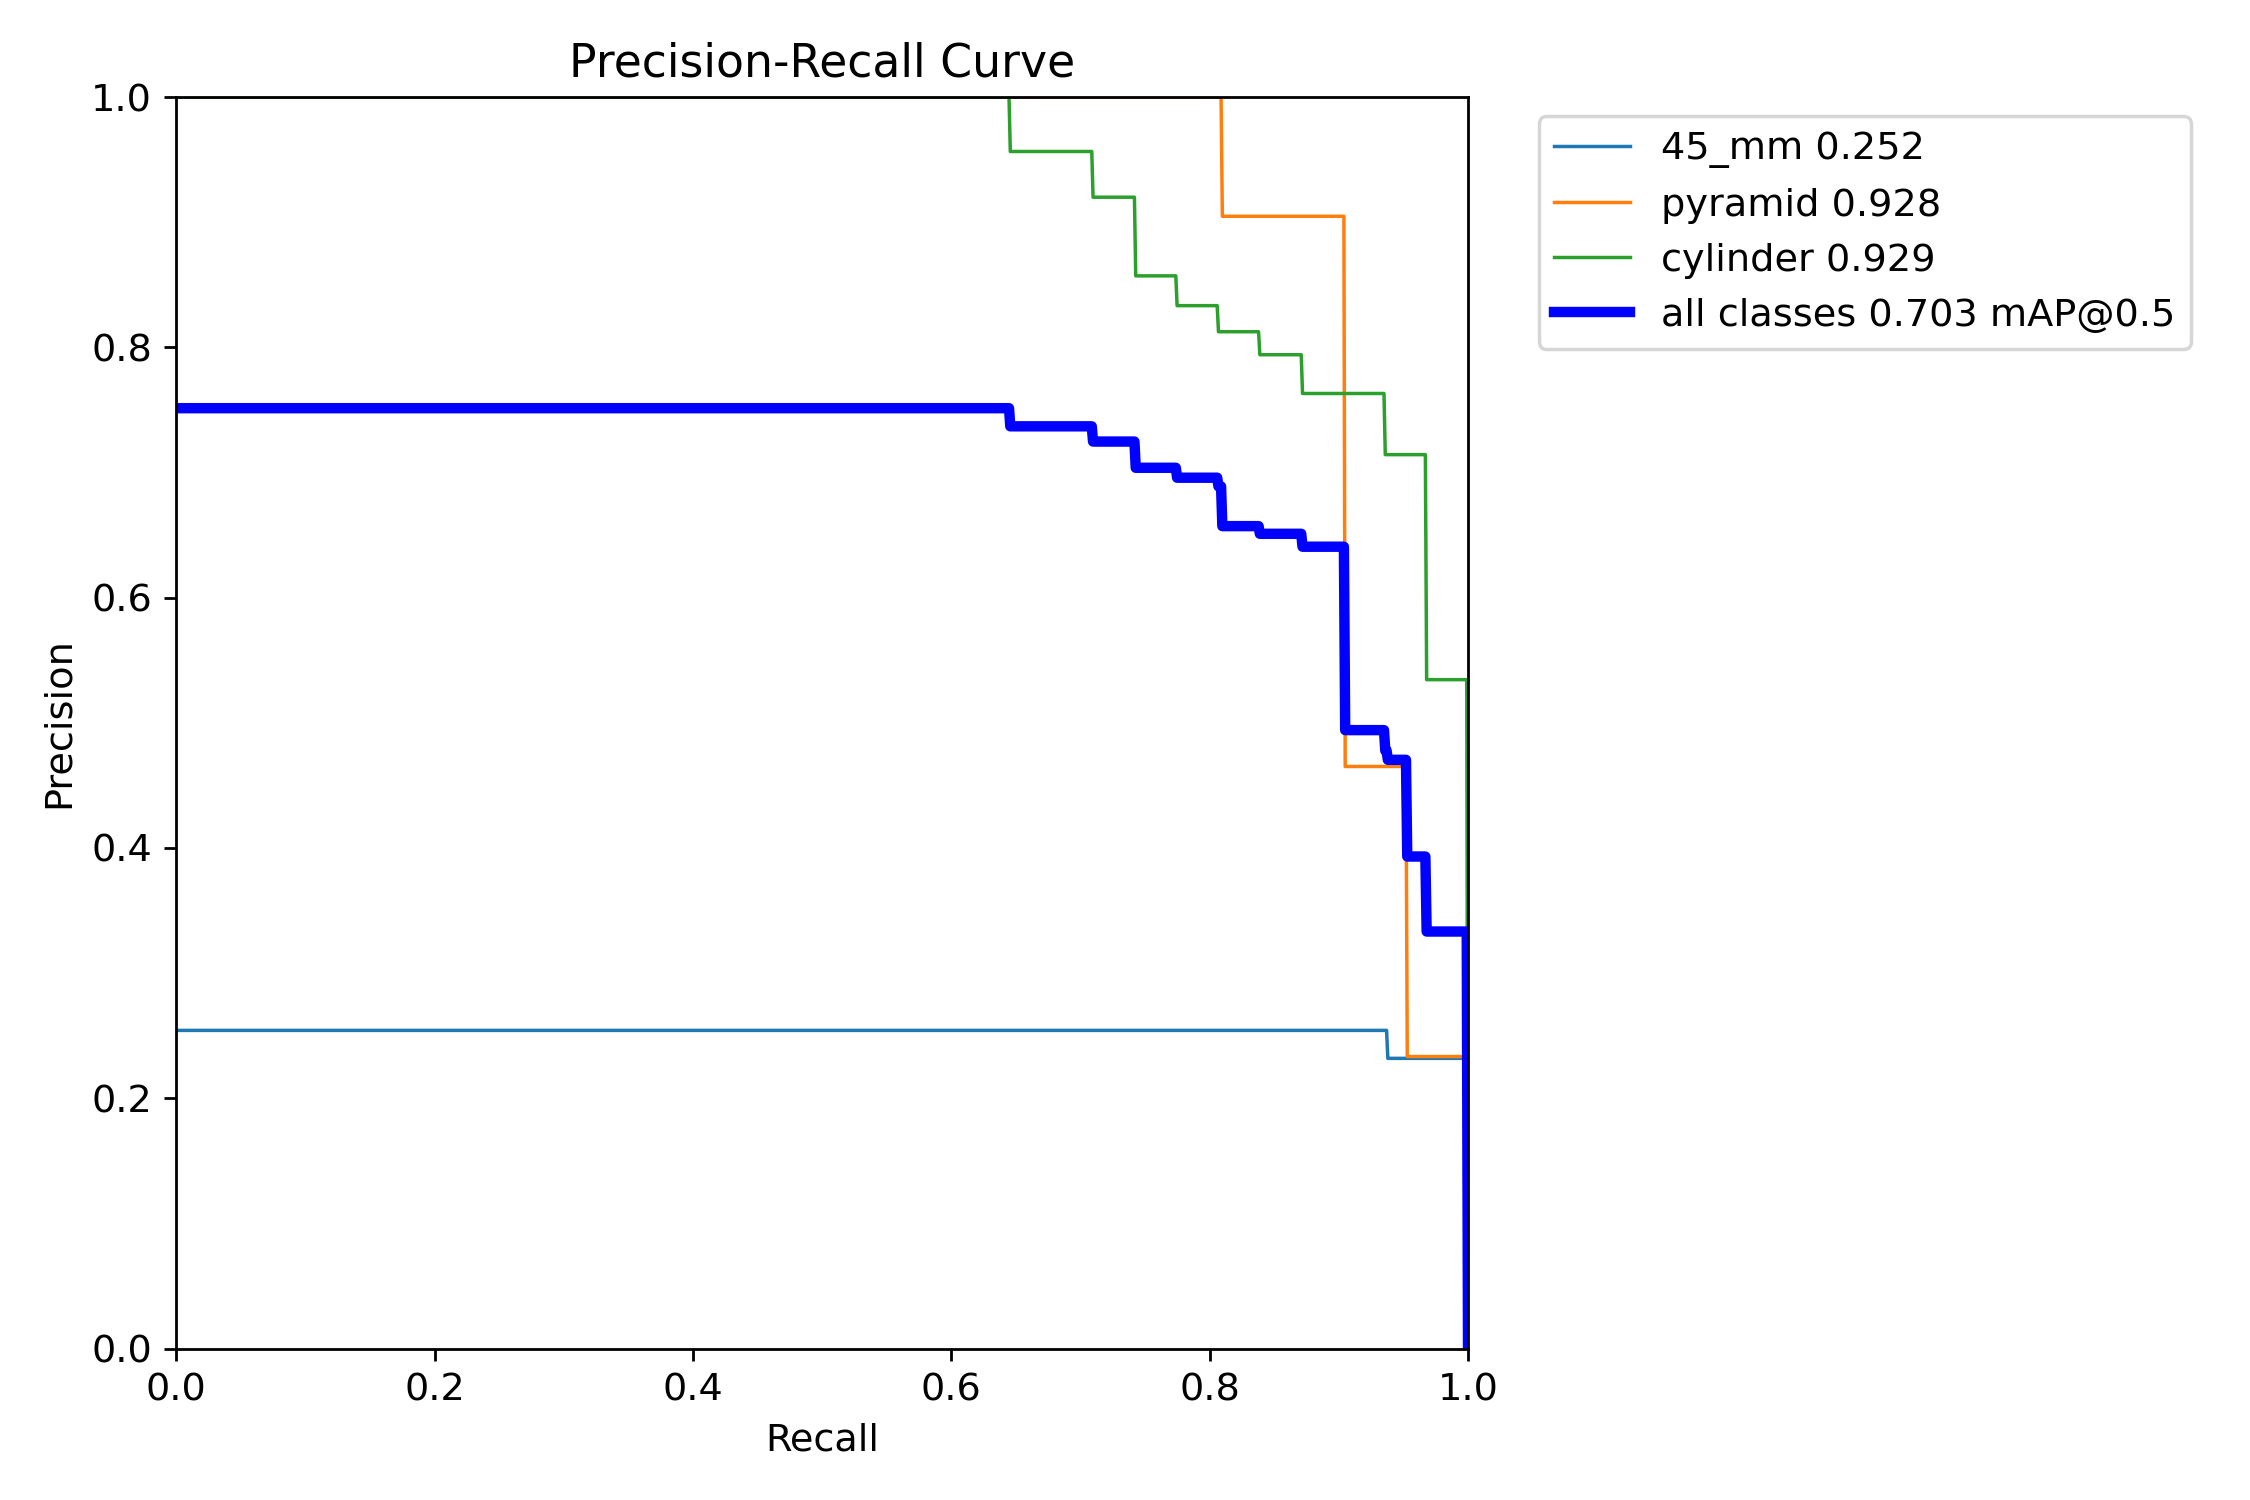 Precision-Recall Curve
1.0
0.8
0.6
0.4
0.2
0.0
Precision
0.0 0.2 0.4 0.6 0.8 1.0
Recall
45_mm 0.252
pyramid 0.928
cylinder 0.929
all classes 0.703 mAP@0.5